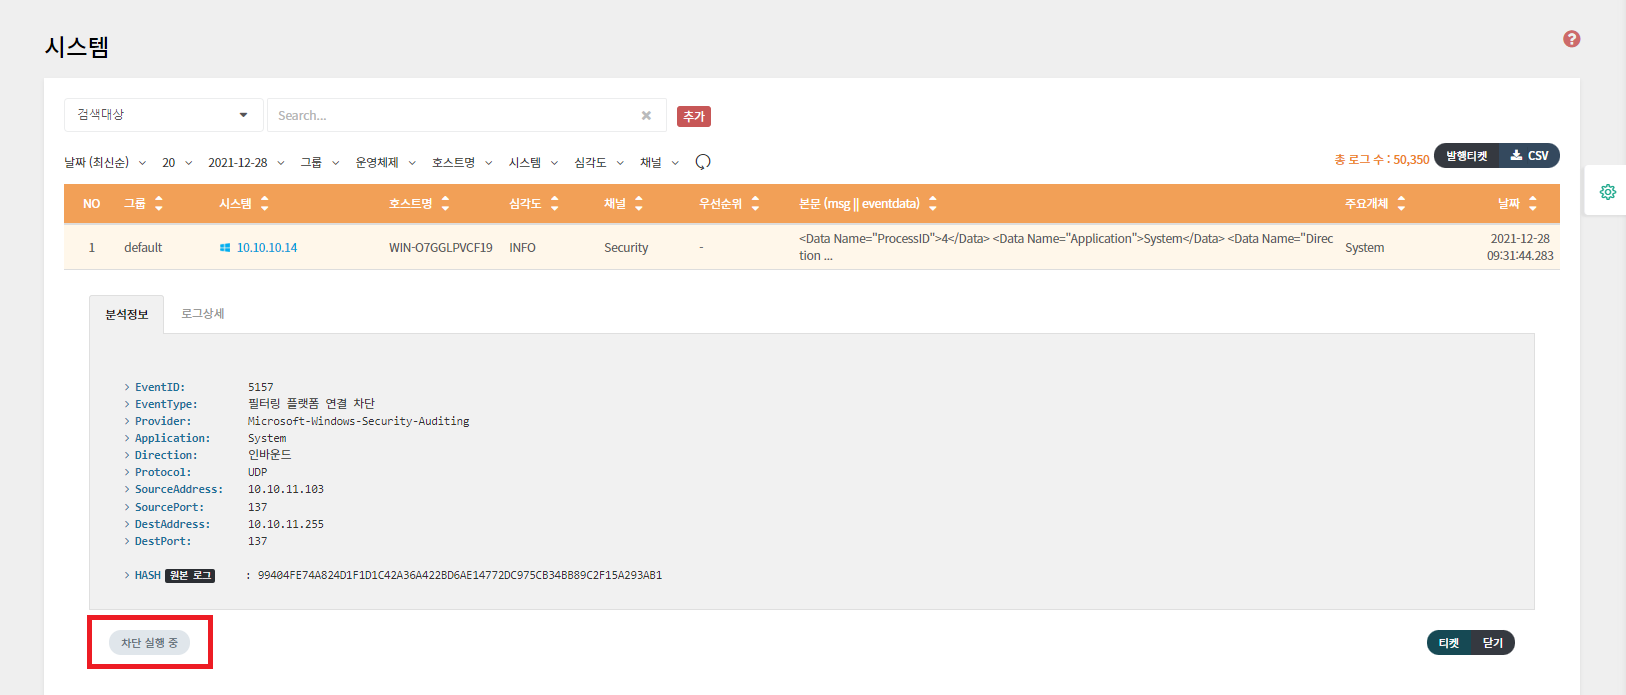 시스템
검색대상 Search... 추가
날짜 (최신순) 20 2021-12-28 그룹 운영체제 호스트명 시스템 심각도 채널 총 로그 수 : 50,350 발행티켓 CSV
NO 그룹 시스템 호스트명 심각도 채널 우선순위 본문 (msg || eventdata) 주요개체 날짜
1 default 10.10.10.14 WIN-O7GGLPVCF19 INFO Security - <Data Name="ProcessID">4</Data> <Data Name="Application">System</Data> <Data Name="Direc System 2021-12-28
tion ... 09:31:44.283
분석정보 로그상세
> EventID: 5157
> EventType: 필터링 플랫폼 연결 차단
> Provider: Microsoft-Windows-Security-Auditing
> Application: System
> Direction: 인바운드
> Protocol: UDP
> SourceAddress: 10.10.11.103
> SourcePort: 137
> DestAddress: 10.10.11.255
> DestPort: 137
> HASH 원본 로그 : 99404FE74A824D1F1D1C42A36A422BD6AE14772DC975CB34BB89C2F15A293AB1
차단 실행 중 티켓 닫기